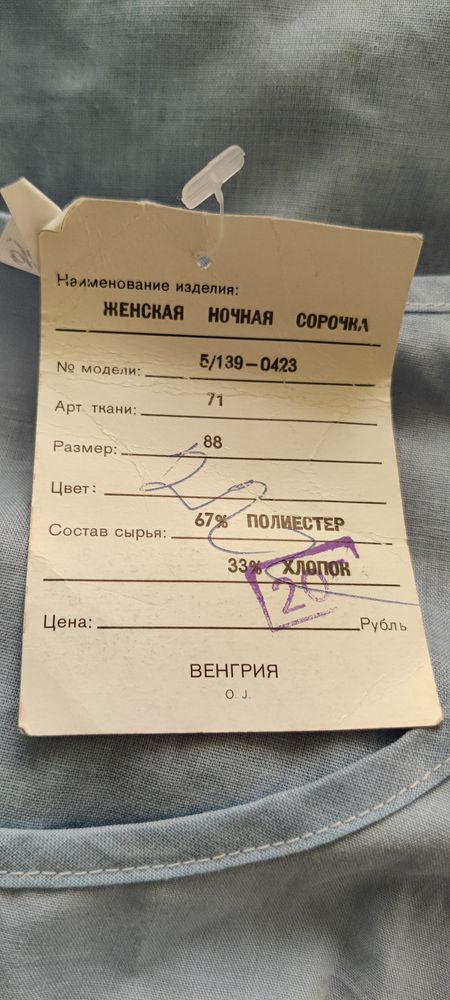 Наименование изделия:
ЖЕНСКАЯ НОЧНАЯ СОРОЧКА
№ модели: 5/139-0423
Арт. ткани: 71
Размер: 88
Цвет:
Состав сырья: 67% ПОЛИЕСТЕР
33% ХЛОПОК
20
Цена: Рубль
ВЕНГРИЯ
O. J.